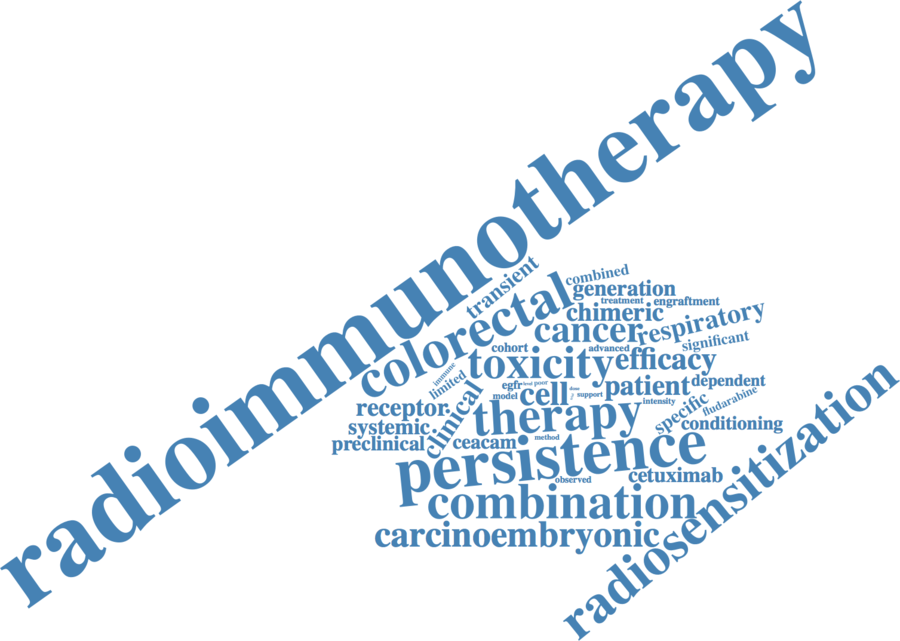 radioimmunotherapy
transient
combined
generation
treatment
engraftment
colorectal
chimeric
respiratory
cancer
significant
cohort
advanced
toxicity
efficacy
immune
limited
egfr
level
poor
dose
patient
dependent
model
cell
support
intensity
fludarabine
receptor
clinical
therapy
specific
systemic
conditioning
preclinical
ceacam
method
persistence
observed
cetuximab
combination
carcinoembryonic
radiosensitization